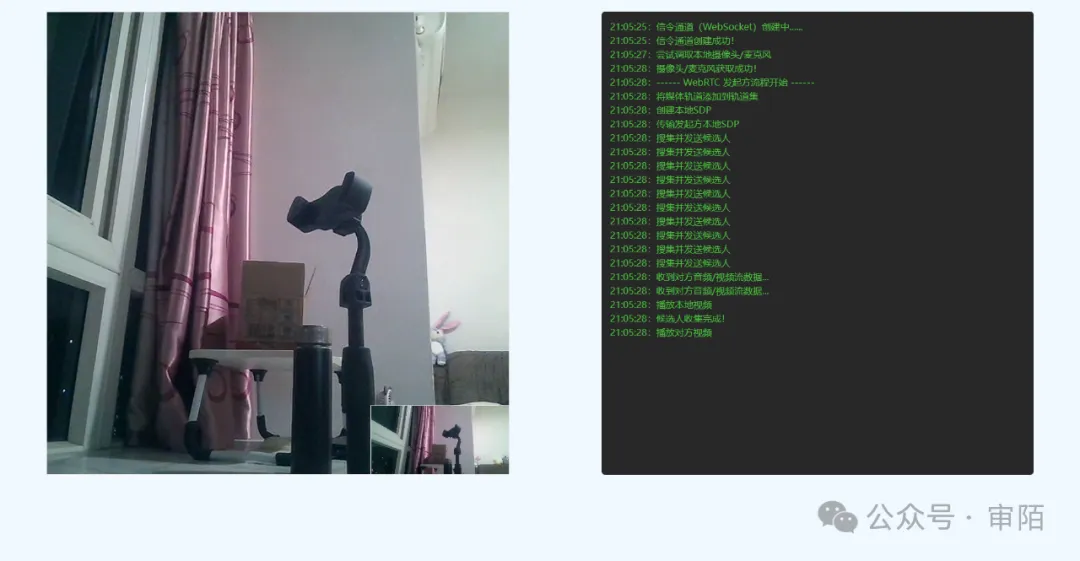 21:05:25：信令通道（WebSocket）创建中......
21:05:25：信令通道创建成功！
21:05:27：尝试调取本地摄像头/麦克风
21:05:28：摄像头/麦克风获取成功！
21:05:28：------ WebRTC 发起方流程开始 ------
21:05:28：将媒体轨道添加到轨道集
21:05:28：创建本地SDP
21:05:28：传输发起方本地SDP
21:05:28：搜集并发送候选人
21:05:28：搜集并发送候选人
21:05:28：搜集并发送候选人
21:05:28：搜集并发送候选人
21:05:28：搜集并发送候选人
21:05:28：搜集并发送候选人
21:05:28：搜集并发送候选人
21:05:28：搜集并发送候选人
21:05:28：搜集并发送候选人
21:05:28：搜集并发送候选人
21:05:28：收到对方音频/视频流数据...
21:05:28：收到对方音频/视频流数据...
21:05:28：播放本地视频
21:05:28：候选人收集完成！
21:05:28：播放对方视频
公众号 · 审陌